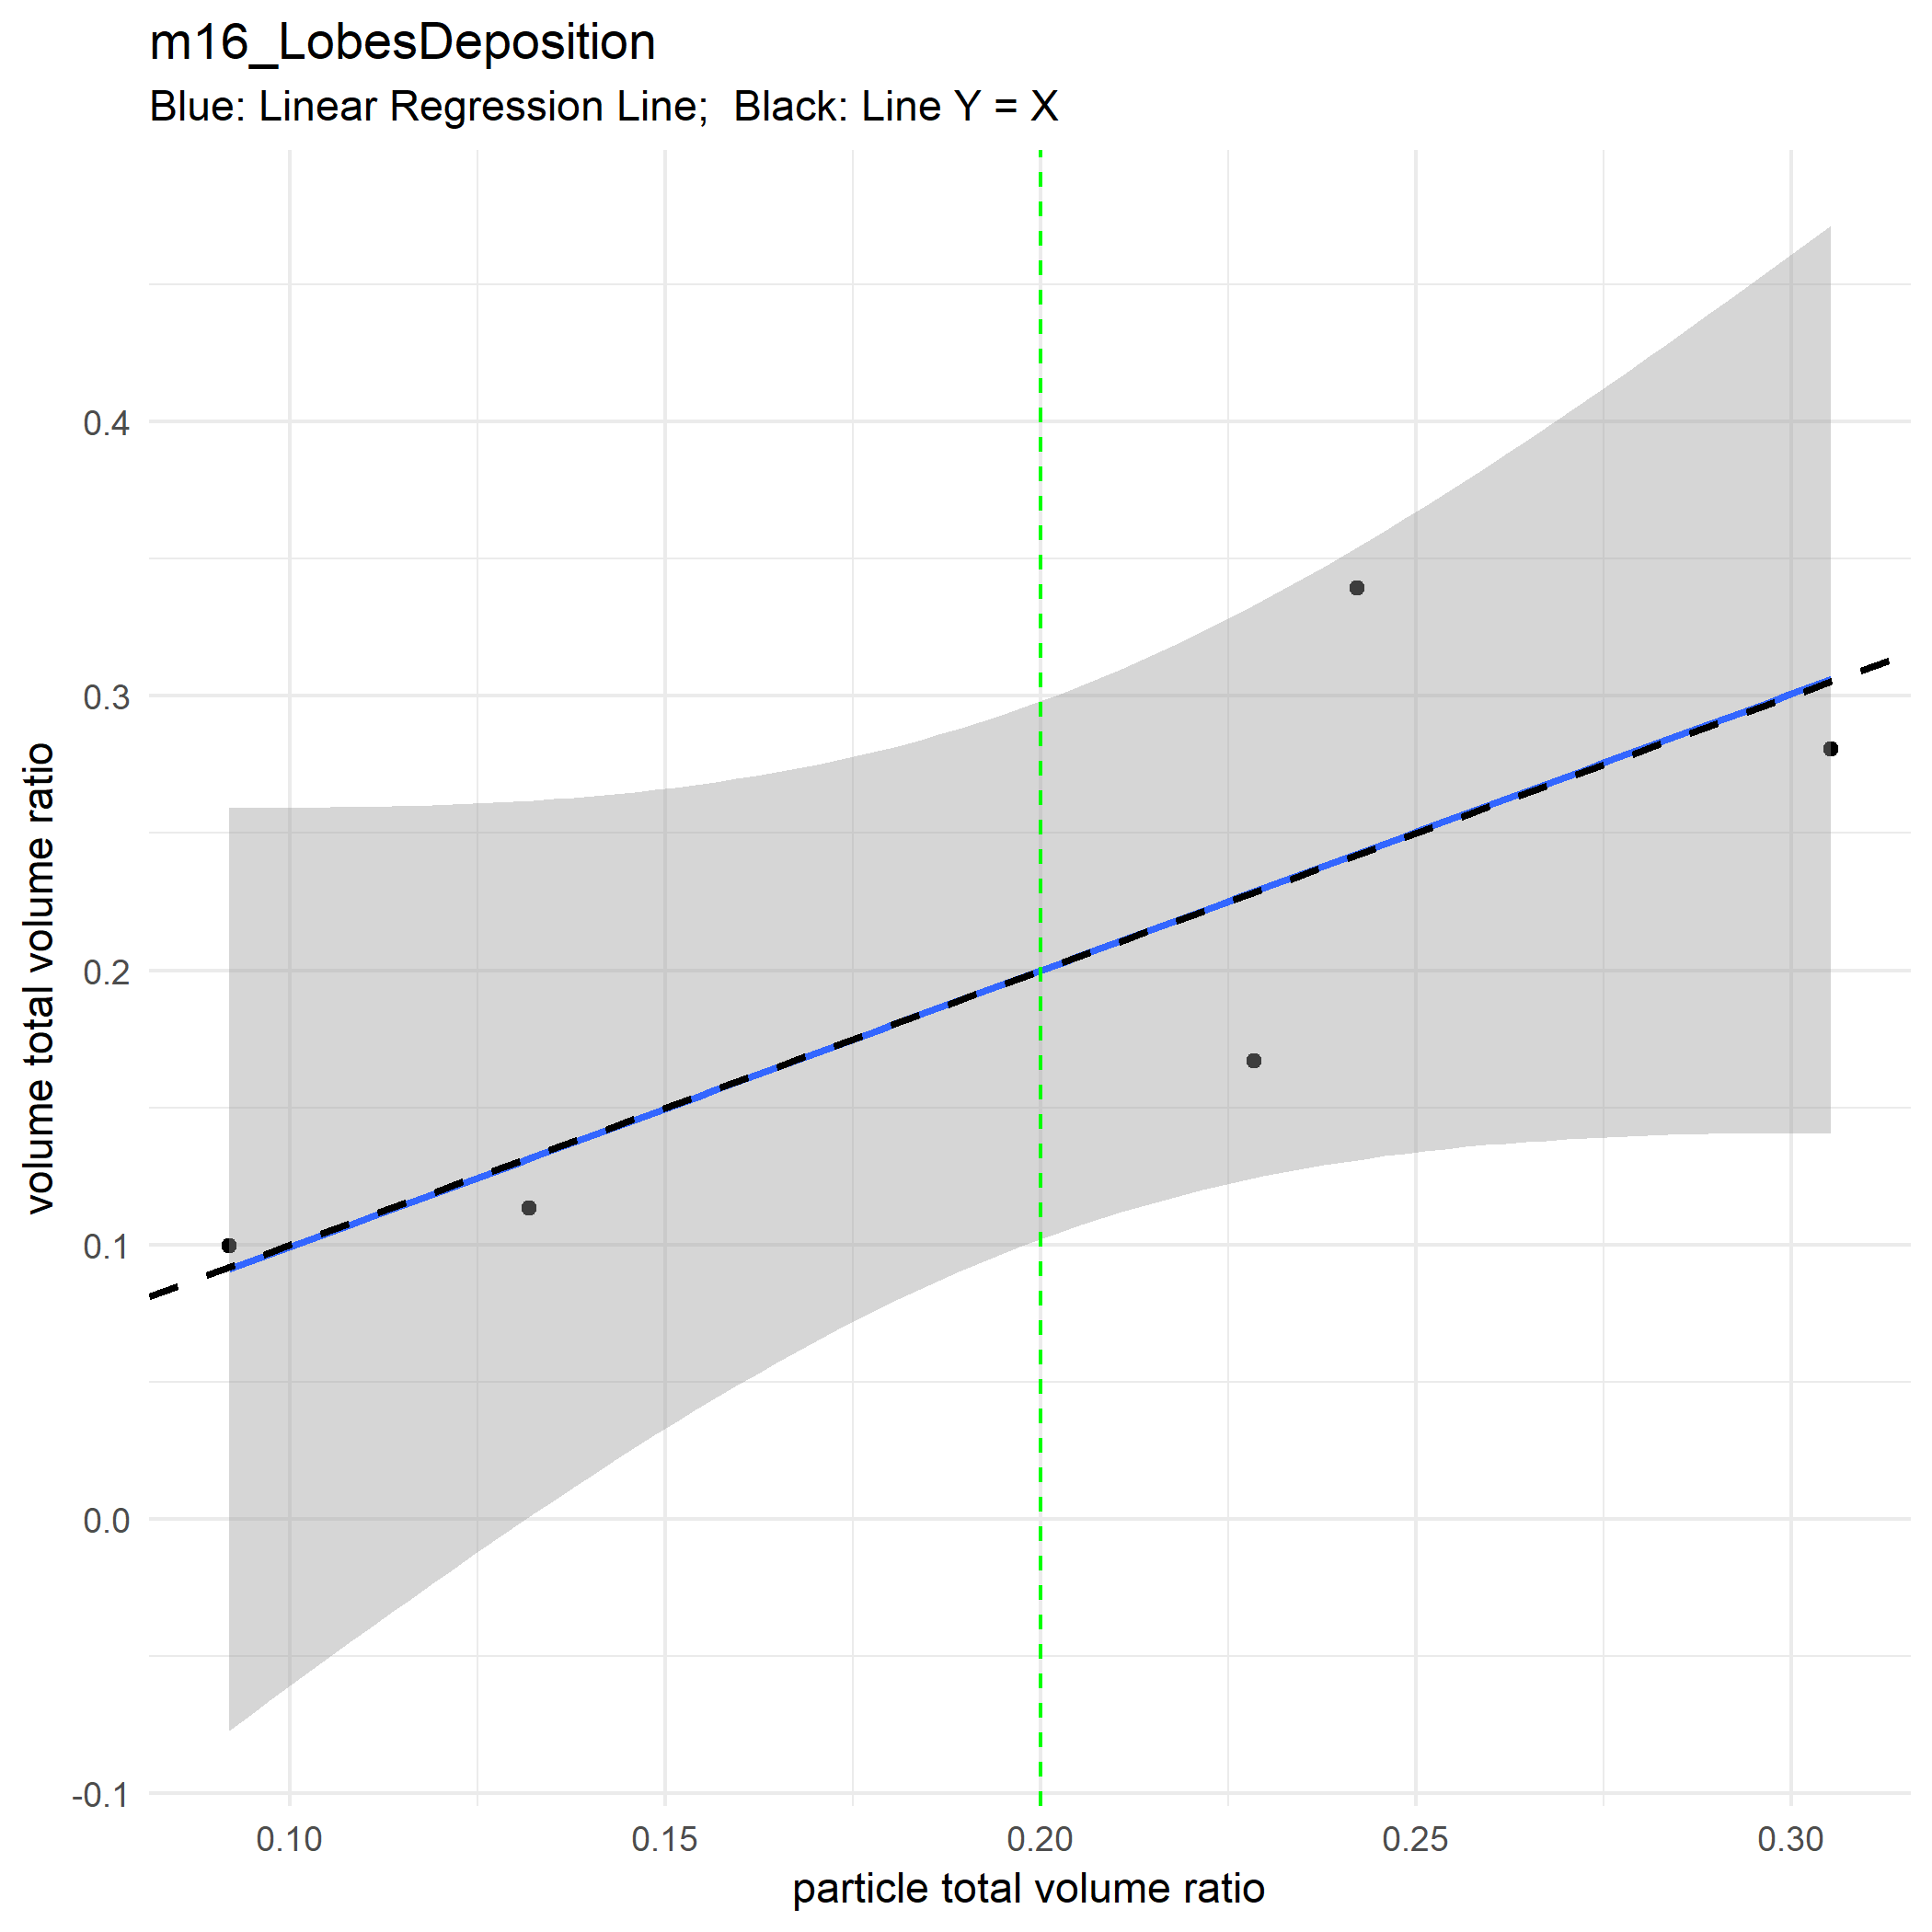 m16_LobesDeposition
Blue: Linear Regression Line;  Black: Line Y = X
volume total volume ratio
0.4
0.3
0.2
0.1
0.0
-0.1
0.10 0.15 0.20 0.25 0.30
particle total volume ratio